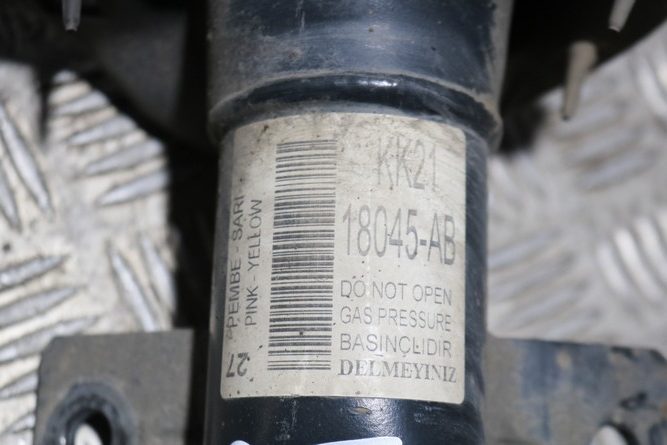 KK21
18045-AB
DO NOT OPEN
GAS PRESSURE
BASINÇLIDIR
DELMEYINIZ
PEMBE - SARI
PINK - YELLOW
27